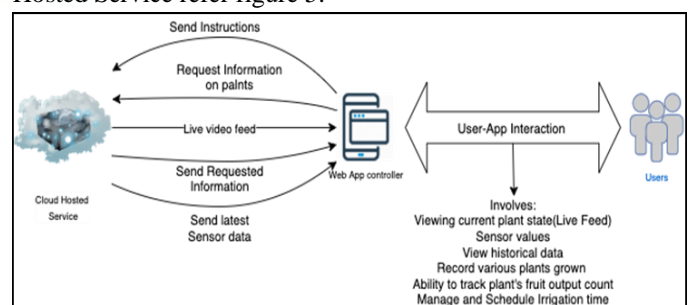 Hosted Service refer figure 3.
Send Instructions
Request Information
on palnts
Live video feed
Send Requested
Information
Send latest
Sensor data
Cloud Hosted
Service
Web App controller
User-App Interaction
Users
Involves:
Viewing current plant state(Live Feed)
Sensor values
View historical data
Record various plants grown
Ability to track plant's fruit output count
Manage and Schedule Irrigation time